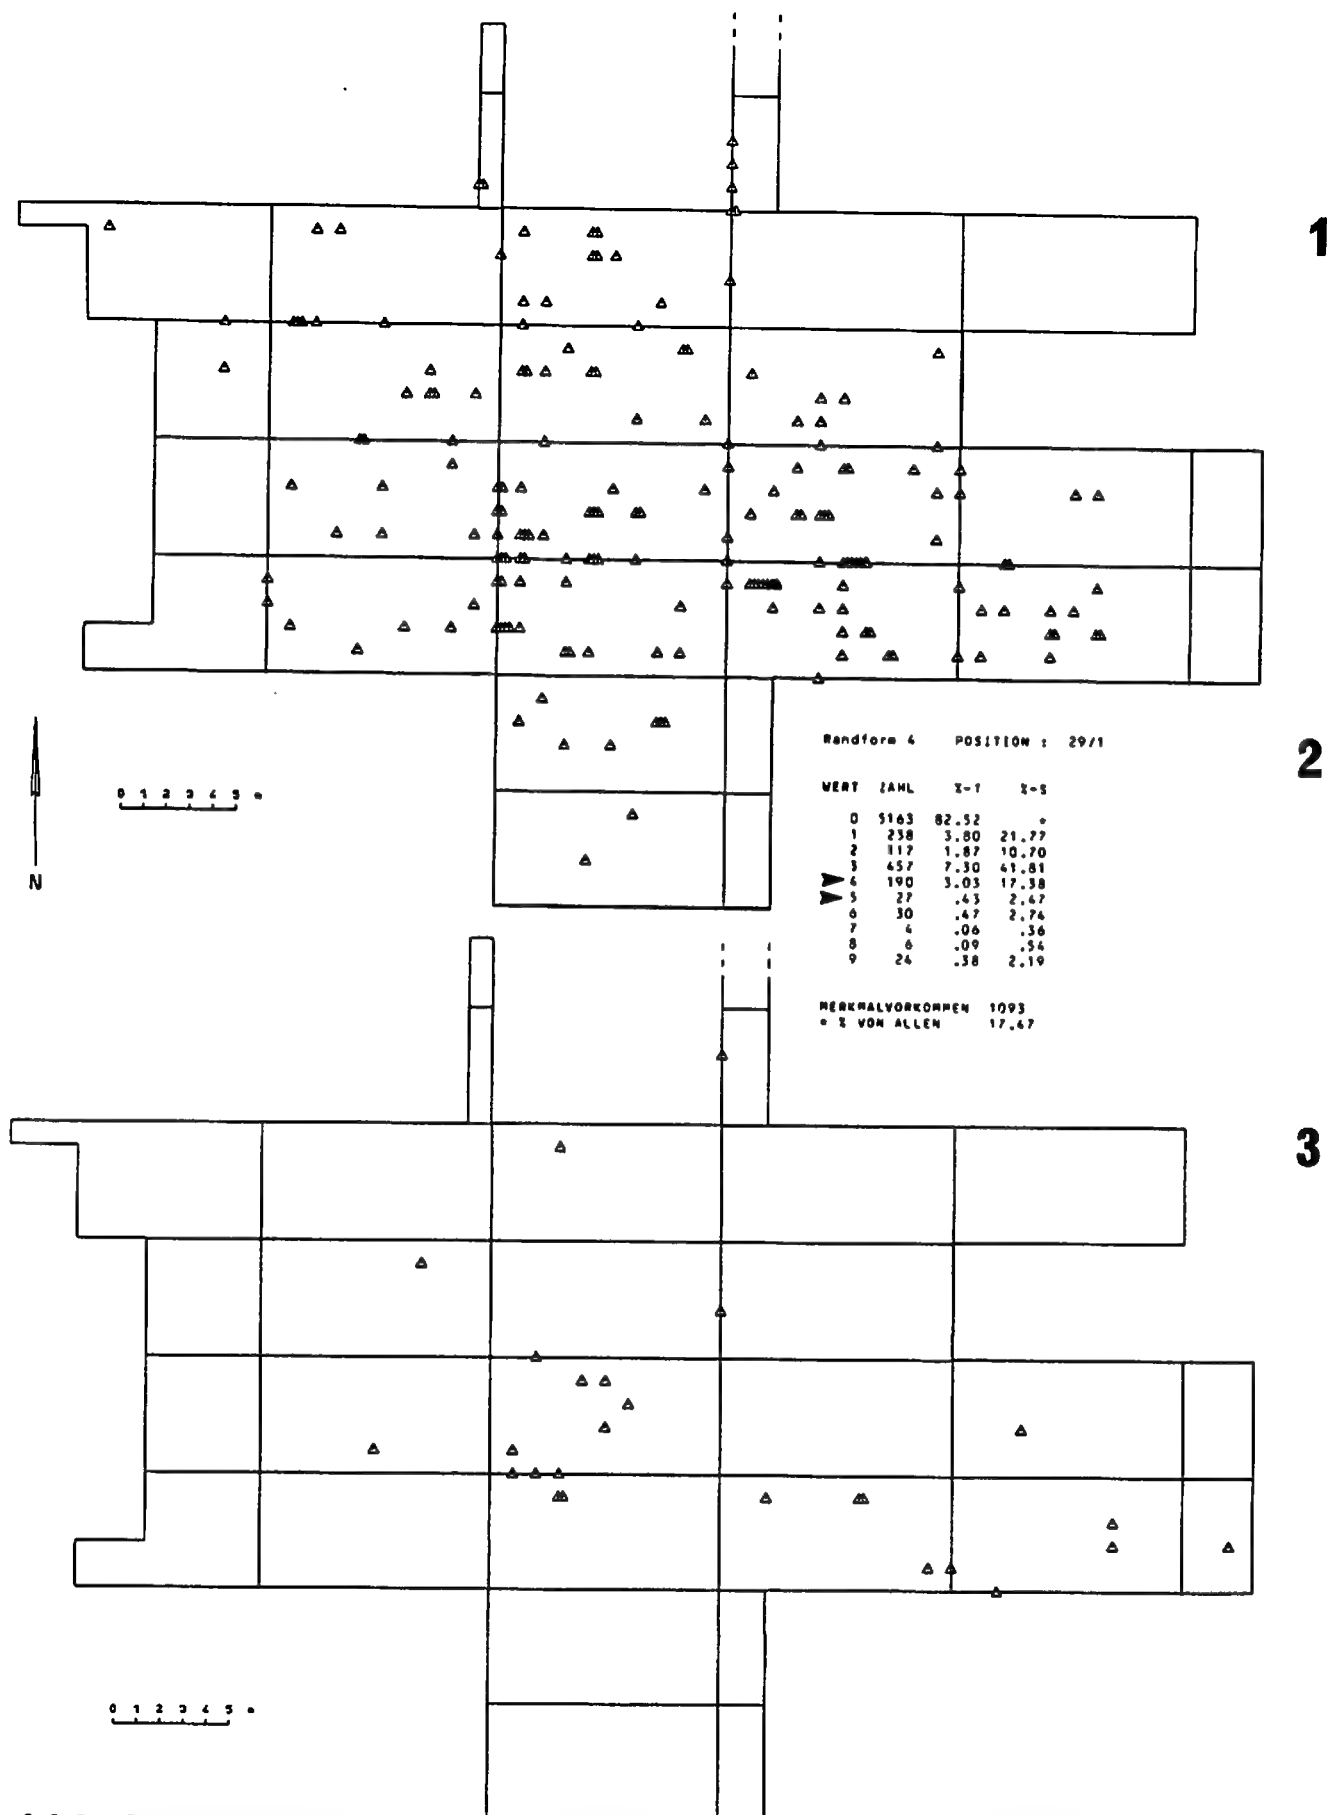 1
Randform 4 POSITION : 29/1
2
WERT ZAHL %-T %-S
0 5163 82.52 *
1 238 3.80 21.77
2 117 1.87 10.70
3 457 7.30 41.81
4 190 3.03 17.38
5 27 .43 2.47
6 30 .47 2.74
7 4 .06 .36
8 6 .09 .54
9 24 .38 2.19
MERKMALVORKOMMEN 1093
* % VON ALLEN 17.47
0 1 2 3 4 5 m
N
3
0 1 2 3 4 5 m